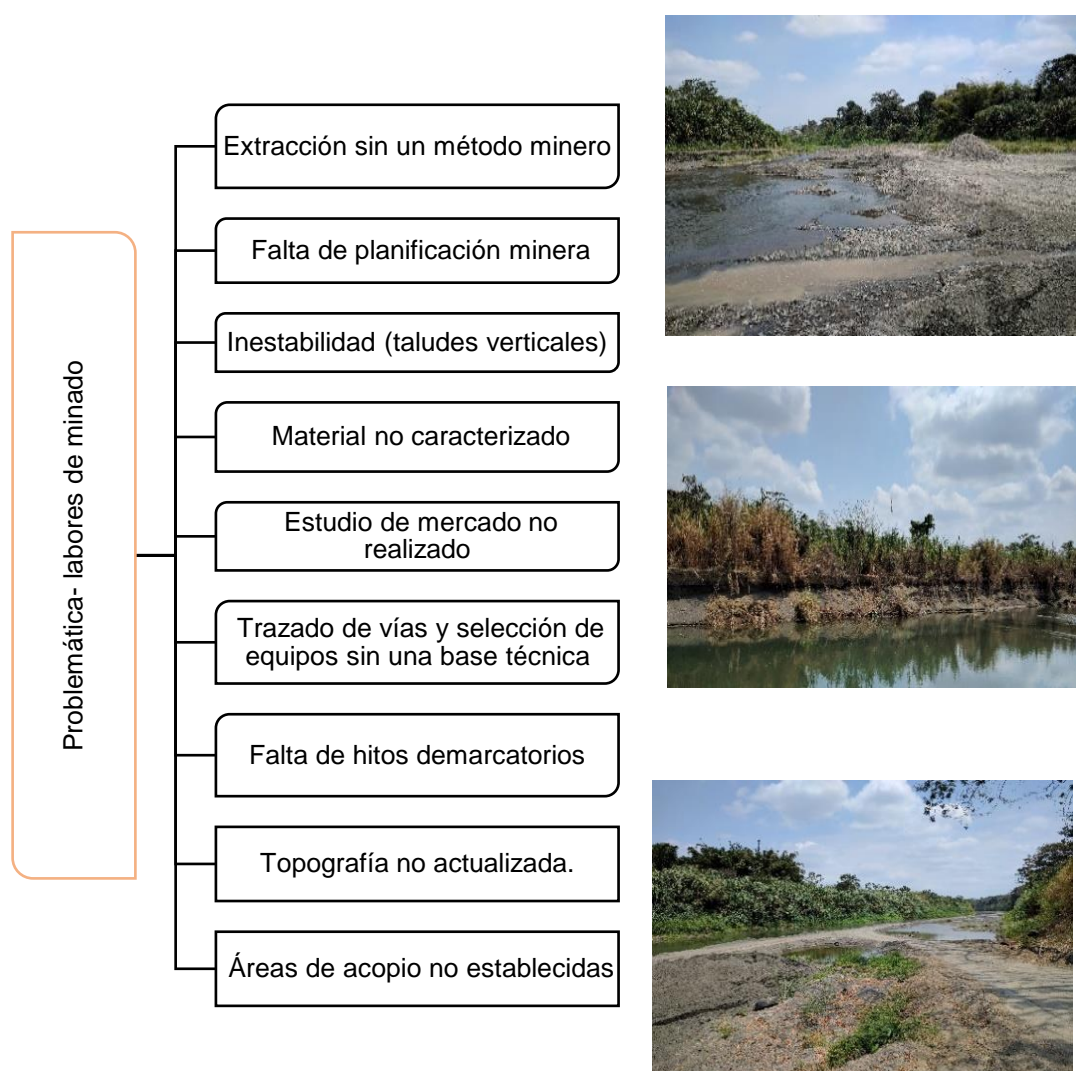 Problemática- labores de minado
Extracción sin un método minero
Falta de planificación minera
Inestabilidad (taludes verticales)
Material no caracterizado
Estudio de mercado no
realizado
Trazado de vías y selección de
equipos sin una base técnica
Falta de hitos demarcatorios
Topografía no actualizada.
Áreas de acopio no establecidas